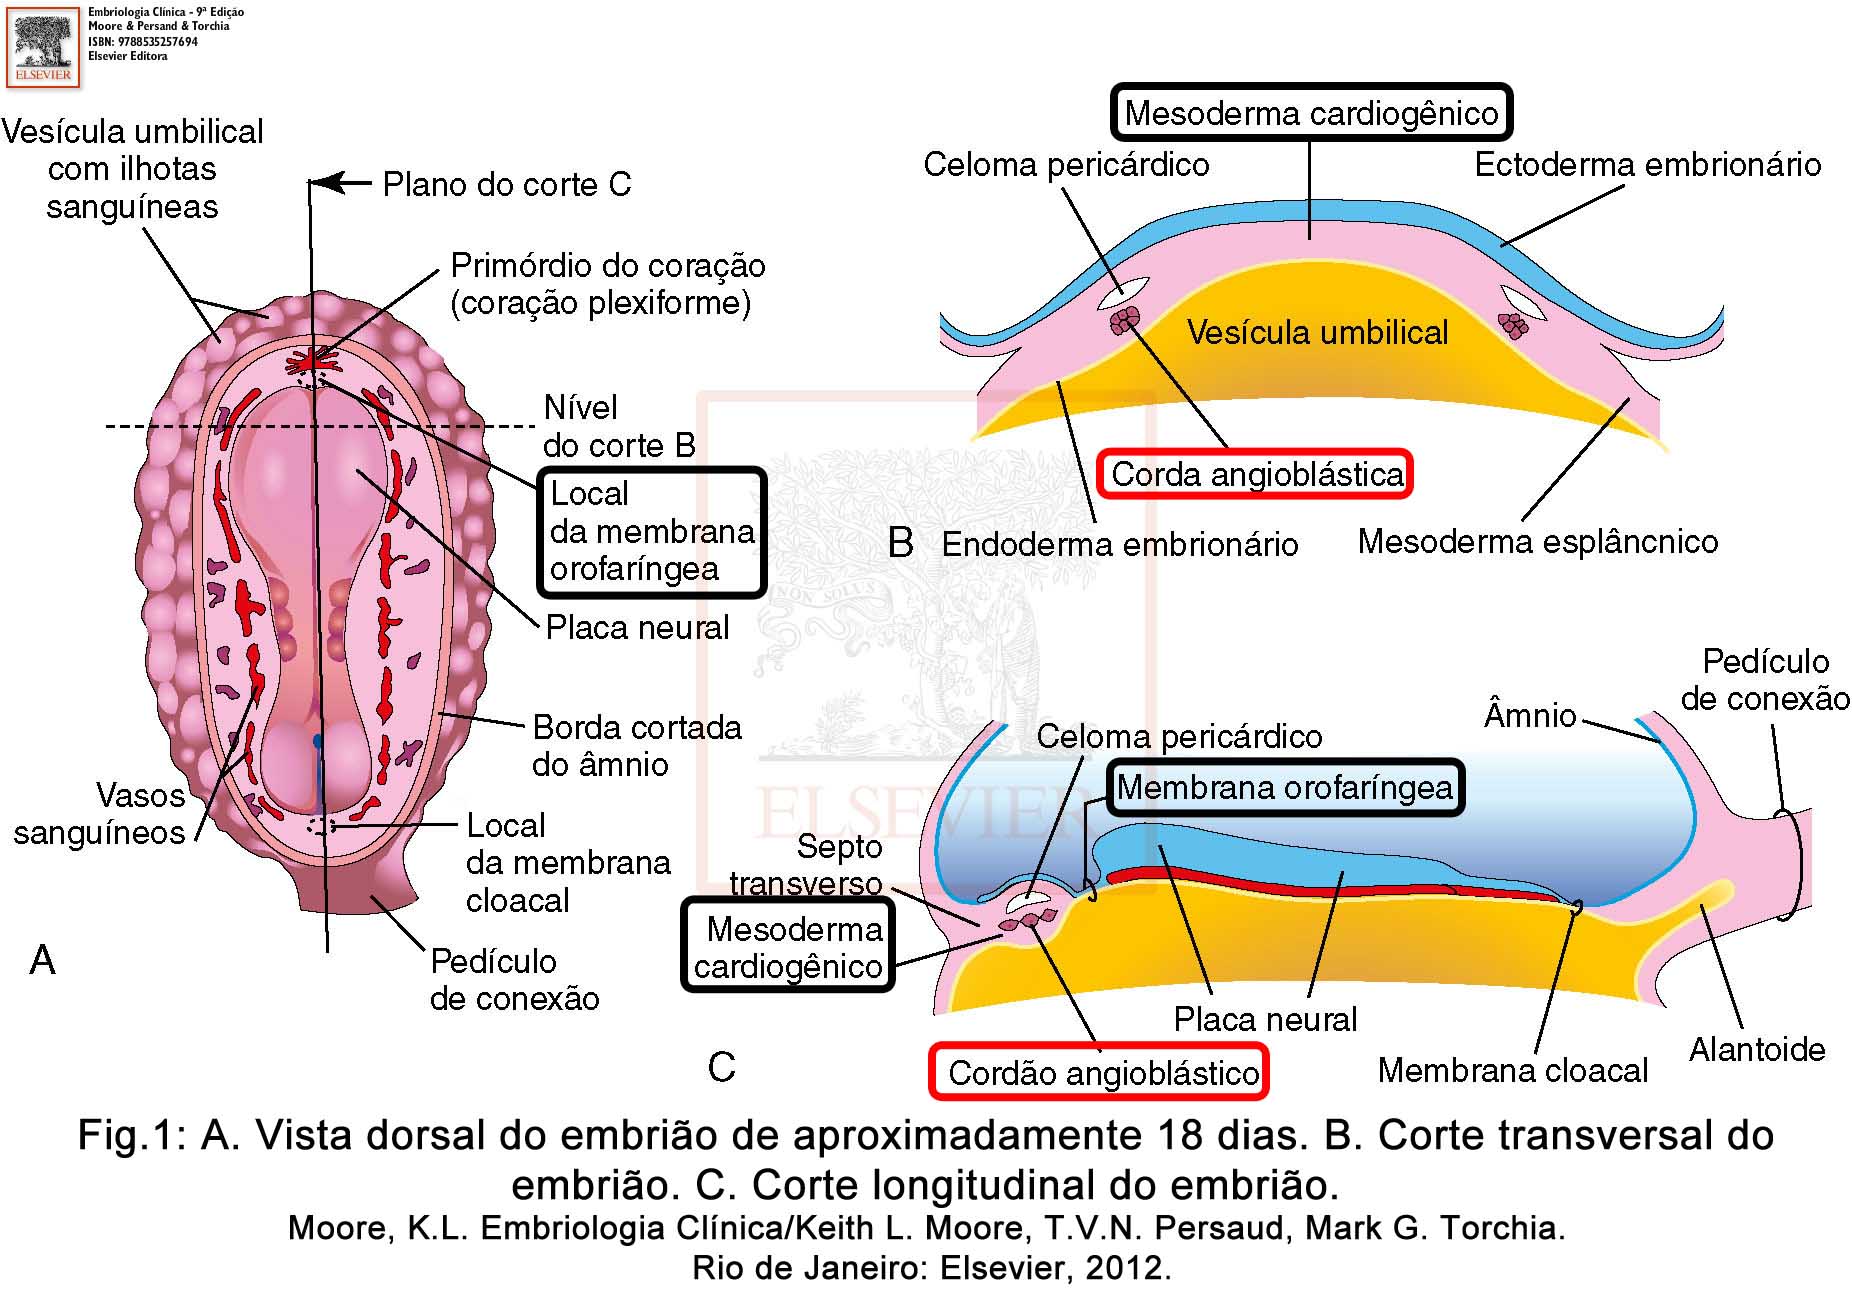 Embriologia Clínica - 9ª Edição
Moore & Persand & Torchia
ISBN: 9788535257694
Elsevier Editora
ELSEVIER
Vesícula umbilical
com ilhotas
sanguíneas
Plano do corte C
Primórdio do coração
(coração plexiforme)
Nível
do corte B
Local
da membrana
orofaríngea
Placa neural
Borda cortada
do âmnio
Vasos
sanguíneos
Local
da membrana
cloacal
Pedículo
de conexão
A
Mesoderma cardiogênico
Celoma pericárdico
Ectoderma embrionário
Vesícula umbilical
Corda angioblástica
B
Endoderma embrionário
Mesoderma esplâncnico
NON SOLUS
ELSEVIER
Pedículo
de conexão
Âmnio
Celoma pericárdico
Membrana orofaríngea
Septo
transverso
Mesoderma
cardiogênico
Placa neural
Alantoide
Membrana cloacal
Cordão angioblástico
C
Fig.1: A. Vista dorsal do embrião de aproximadamente 18 dias. B. Corte transversal do
embrião. C. Corte longitudinal do embrião.
Moore, K.L. Embriologia Clínica/Keith L. Moore, T.V.N. Persaud, Mark G. Torchia.
Rio de Janeiro: Elsevier, 2012.